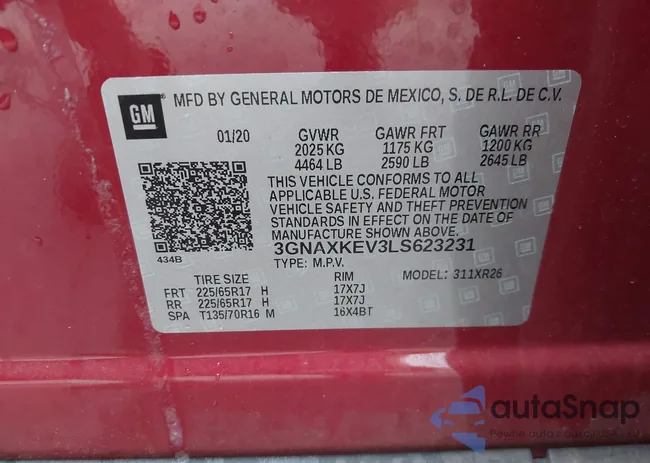 GM
MFD BY GENERAL MOTORS DE MEXICO, S. DE R.L. DE C.V.
01/20 GVWR GAWR FRT GAWR RR
2025 KG 1175 KG 1200 KG
4464 LB 2590 LB 2645 LB
THIS VEHICLE CONFORMS TO ALL
APPLICABLE U.S. FEDERAL MOTOR
VEHICLE SAFETY AND THEFT PREVENTION
STANDARDS IN EFFECT ON THE DATE OF
MANUFACTURE SHOWN ABOVE.
434B
3GNAXKEV3LS623231
TYPE: M.P.V. MODEL: 311XR26
TIRE SIZE RIM
FRT 225/65R17 H 17X7J
RR 225/65R17 H 17X7J
SPA T135/70R16 M 16X4BT
autaSnap